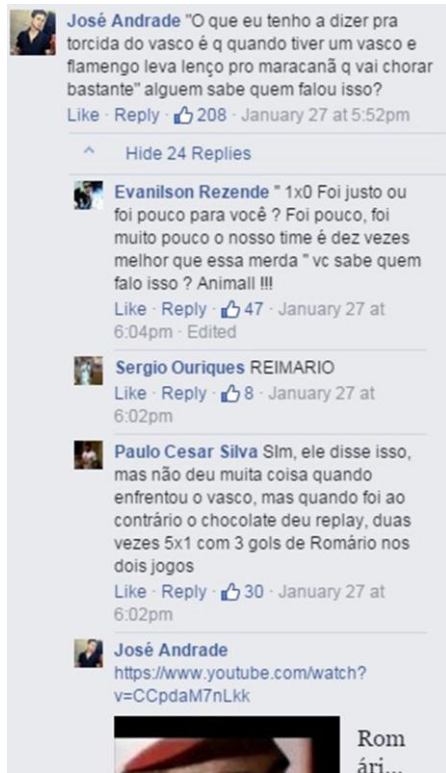 José Andrade "O que eu tenho a dizer pra
torcida do vasco é q quando tiver um vasco e
flamengo leva lenço pro maracanã q vai chorar
bastante" alguem sabe quem falou isso?
Like · Reply · 208 · January 27 at 5:52pm
Hide 24 Replies
Evanilson Rezende " 1x0 Foi justo ou
foi pouco para você ? Foi pouco, foi
muito pouco o nosso time é dez vezes
melhor que essa merda " vc sabe quem
falo isso ? Animall !!!
Like · Reply · 47 · January 27 at
6:04pm · Edited
Sergio Ouriques REIMARIO
Like · Reply · 8 · January 27 at
6:02pm
Paulo Cesar Silva SIm, ele disse isso,
mas não deu muita coisa quando
enfrentou o vasco, mas quando foi ao
contrário o chocolate deu replay, duas
vezes 5x1 com 3 gols de Romário nos
dois jogos
Like · Reply · 30 · January 27 at
6:02pm
José Andrade
https://www.youtube.com/watch?
v=CCpdaM7nLkk
Rom
ári...